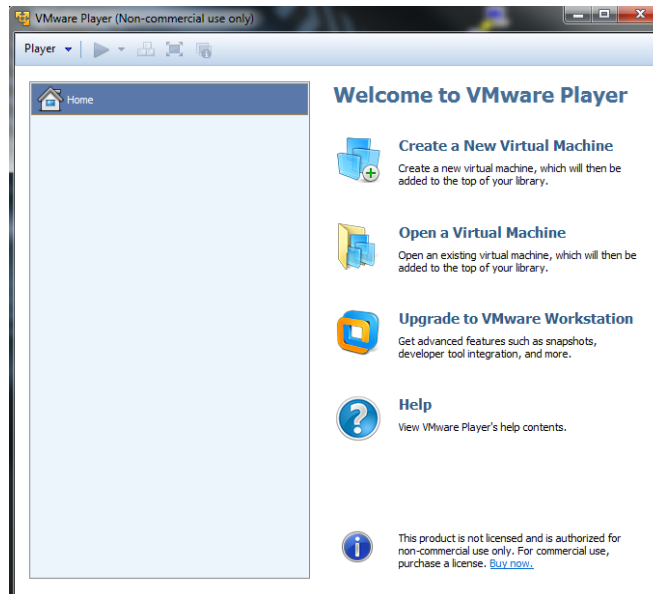 VMware Player (Non-commercial use only)
Player
Home
Welcome to VMware Player
Create a New Virtual Machine
Create a new virtual machine, which will then be
added to the top of your library.
Open a Virtual Machine
Open an existing virtual machine, which will then be
added to the top of your library.
Upgrade to VMware Workstation
Get advanced features such as snapshots,
developer tool integration, and more.
Help
View VMware Player's help contents.
This product is not licensed and is authorized for
non-commercial use only. For commercial use,
purchase a license. Buy now.